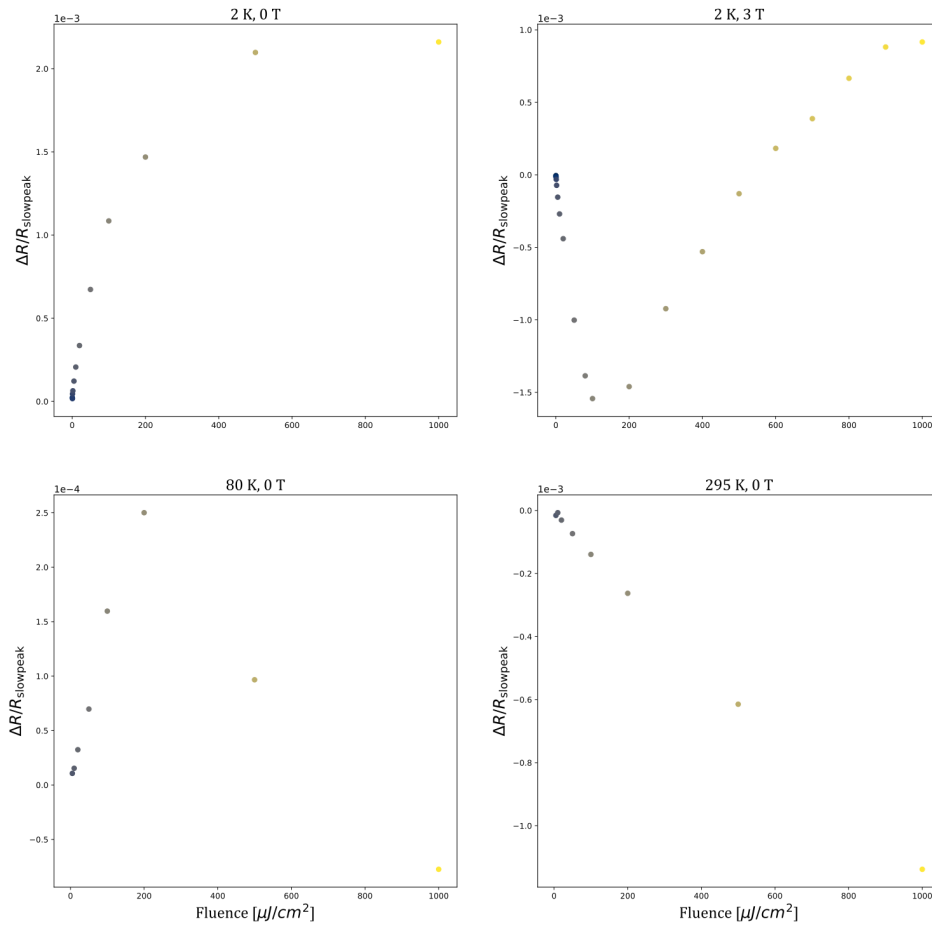 2 K, 0 T
1e−3
2.0
1.5
1.0
0.5
0.0
ΔR/R_slowpeak
0 200 400 600 800 1000
2 K, 3 T
1e−3
1.0
0.5
0.0
−0.5
−1.0
−1.5
ΔR/R_slowpeak
0 200 400 600 800 1000
80 K, 0 T
1e−4
2.5
2.0
1.5
1.0
0.5
0.0
−0.5
ΔR/R_slowpeak
0 200 400 600 800 1000
Fluence [μJ/cm²]
295 K, 0 T
1e−3
0.0
−0.2
−0.4
−0.6
−0.8
−1.0
ΔR/R_slowpeak
0 200 400 600 800 1000
Fluence [μJ/cm²]